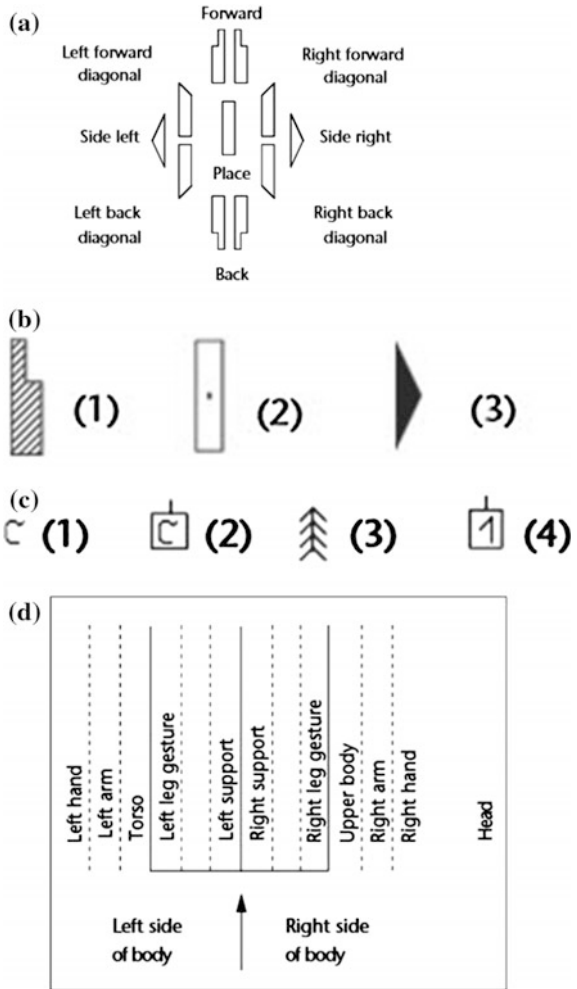 (a)
Forward
Left forward
diagonal
Right forward
diagonal
Side left
Side right
Place
Left back
diagonal
Right back
diagonal
Back
(b)
(1)
(2)
(3)
(c)
(1)
(2)
(3)
1
(4)
(d)
Left hand
Left arm
Torso
Left leg gesture
Left support
Right support
Right leg gesture
Upper body
Right arm
Right hand
Head
Left side
of body
Right side
of body